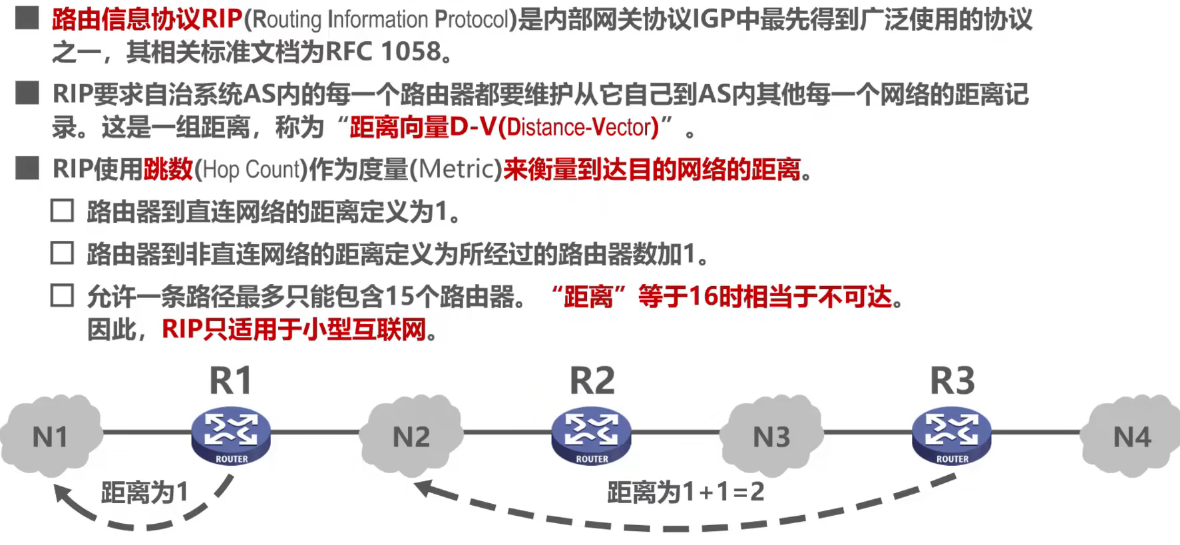 路由信息协议RIP(Routing Information Protocol)是内部网关协议IGP中最先得到广泛使用的协议
之一，其相关标准文档为RFC 1058。
RIP要求自治系统AS内的每一个路由器都要维护从它自己到AS内其他每一个网络的距离记
录。这是一组距离，称为“距离向量D-V(Distance-Vector)”。
RIP使用跳数(Hop Count)作为度量(Metric)来衡量到达目的网络的距离。
路由器到直连网络的距离定义为1。
路由器到非直连网络的距离定义为所经过的路由器数加1。
允许一条路径最多只能包含15个路由器。“距离”等于16时相当于不可达。
因此，RIP只适用于小型互联网。
R1 R2 R3
N1 N2 N3 N4
ROUTER ROUTER ROUTER
距离为1 距离为1+1=2